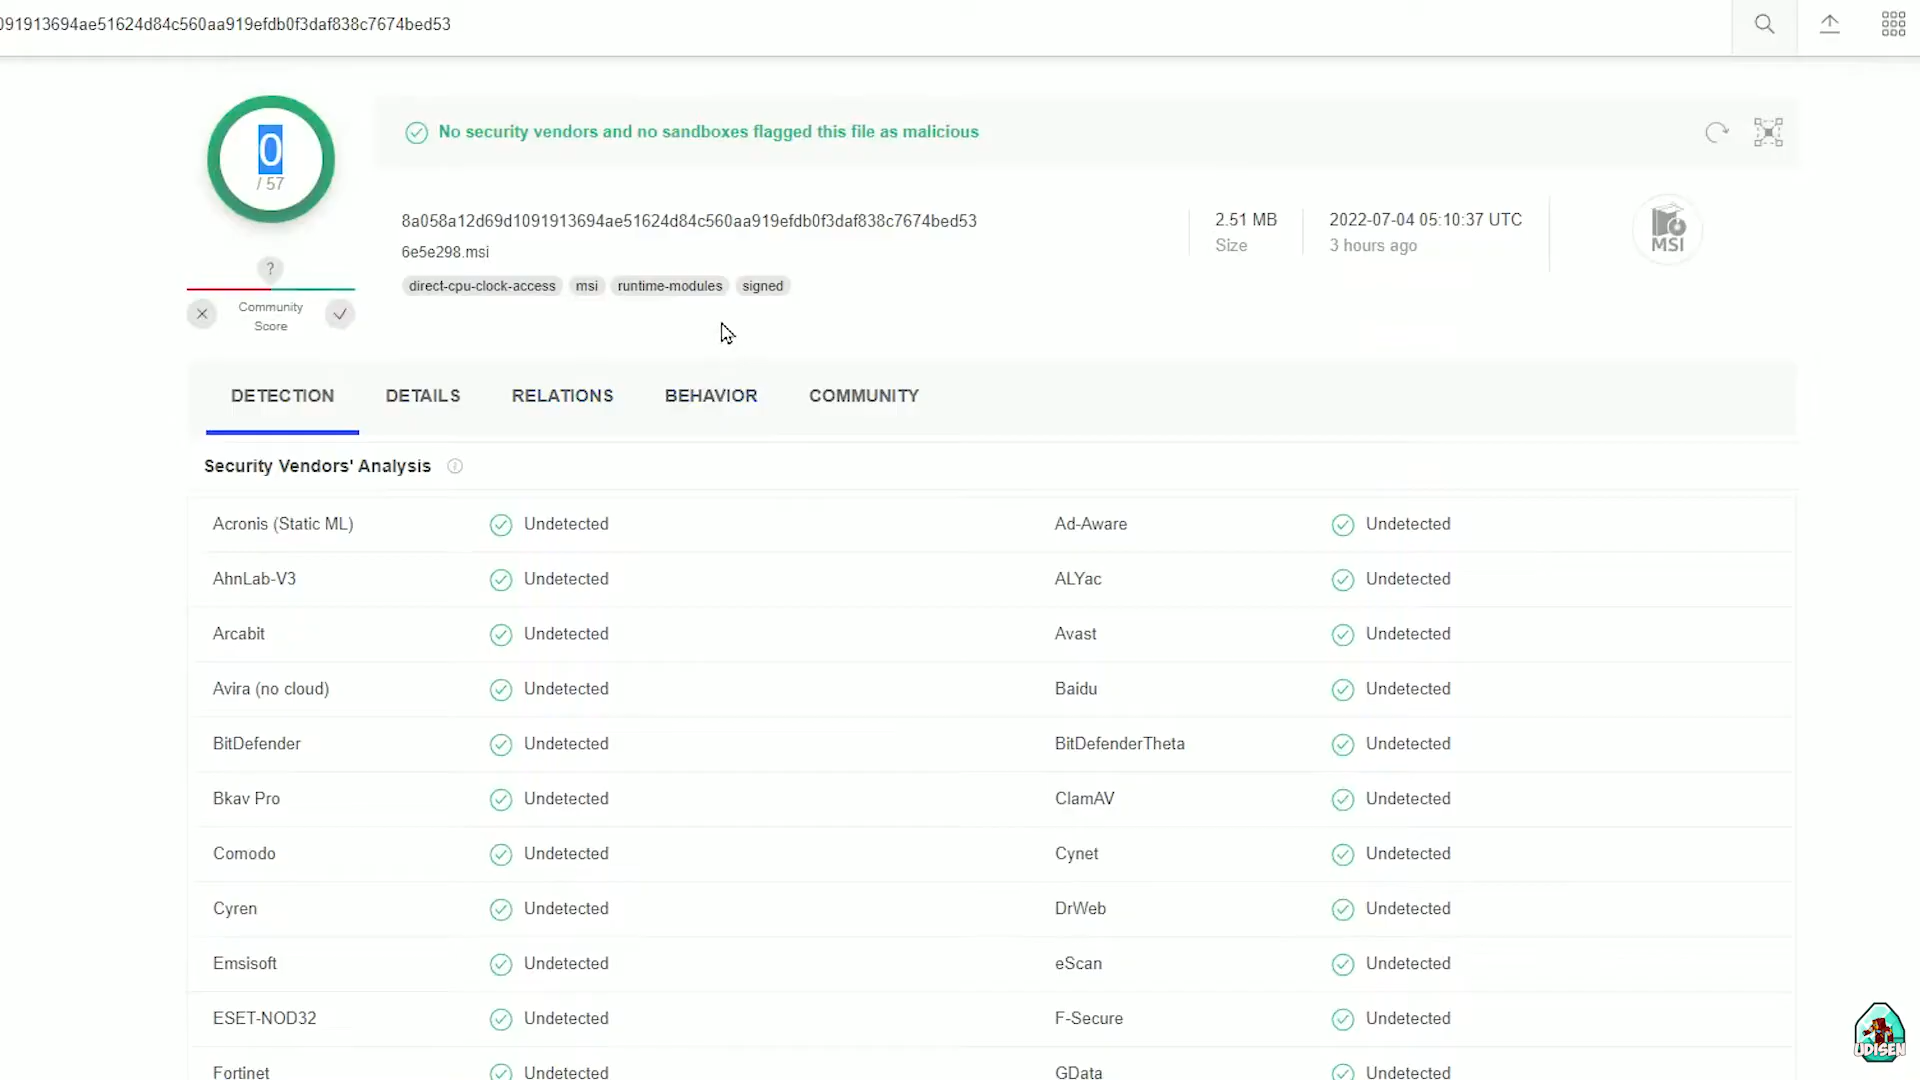 091913694ae51624d84c560aa919efdb0f3daf838c7674bed53
0
/ 57
No security vendors and no sandboxes flagged this file as malicious
8a058a12d69d1091913694ae51624d84c560aa919efdb0f3daf838c7674bed53
6e5e298.msi
direct-cpu-clock-access msi runtime-modules signed
2.51 MB
Size
2022-07-04 05:10:37 UTC
3 hours ago
MSI
?
Community
Score
DETECTION DETAILS RELATIONS BEHAVIOR COMMUNITY
Security Vendors' Analysis
Acronis (Static ML) Undetected Ad-Aware Undetected
AhnLab-V3 Undetected ALYac Undetected
Arcabit Undetected Avast Undetected
Avira (no cloud) Undetected Baidu Undetected
BitDefender Undetected BitDefenderTheta Undetected
Bkav Pro Undetected ClamAV Undetected
Comodo Undetected Cynet Undetected
Cyren Undetected DrWeb Undetected
Emsisoft Undetected eScan Undetected
ESET-NOD32 Undetected F-Secure Undetected
Fortinet Undetected GData Undetected
UDISEN